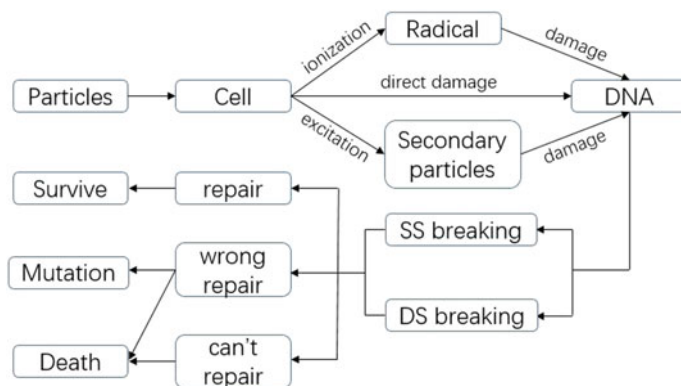 ionization
Radical
damage
Particles
Cell
direct damage
DNA
excitation
Secondary
particles
damage
Survive
repair
SS breaking
Mutation
wrong
repair
DS breaking
Death
can't
repair